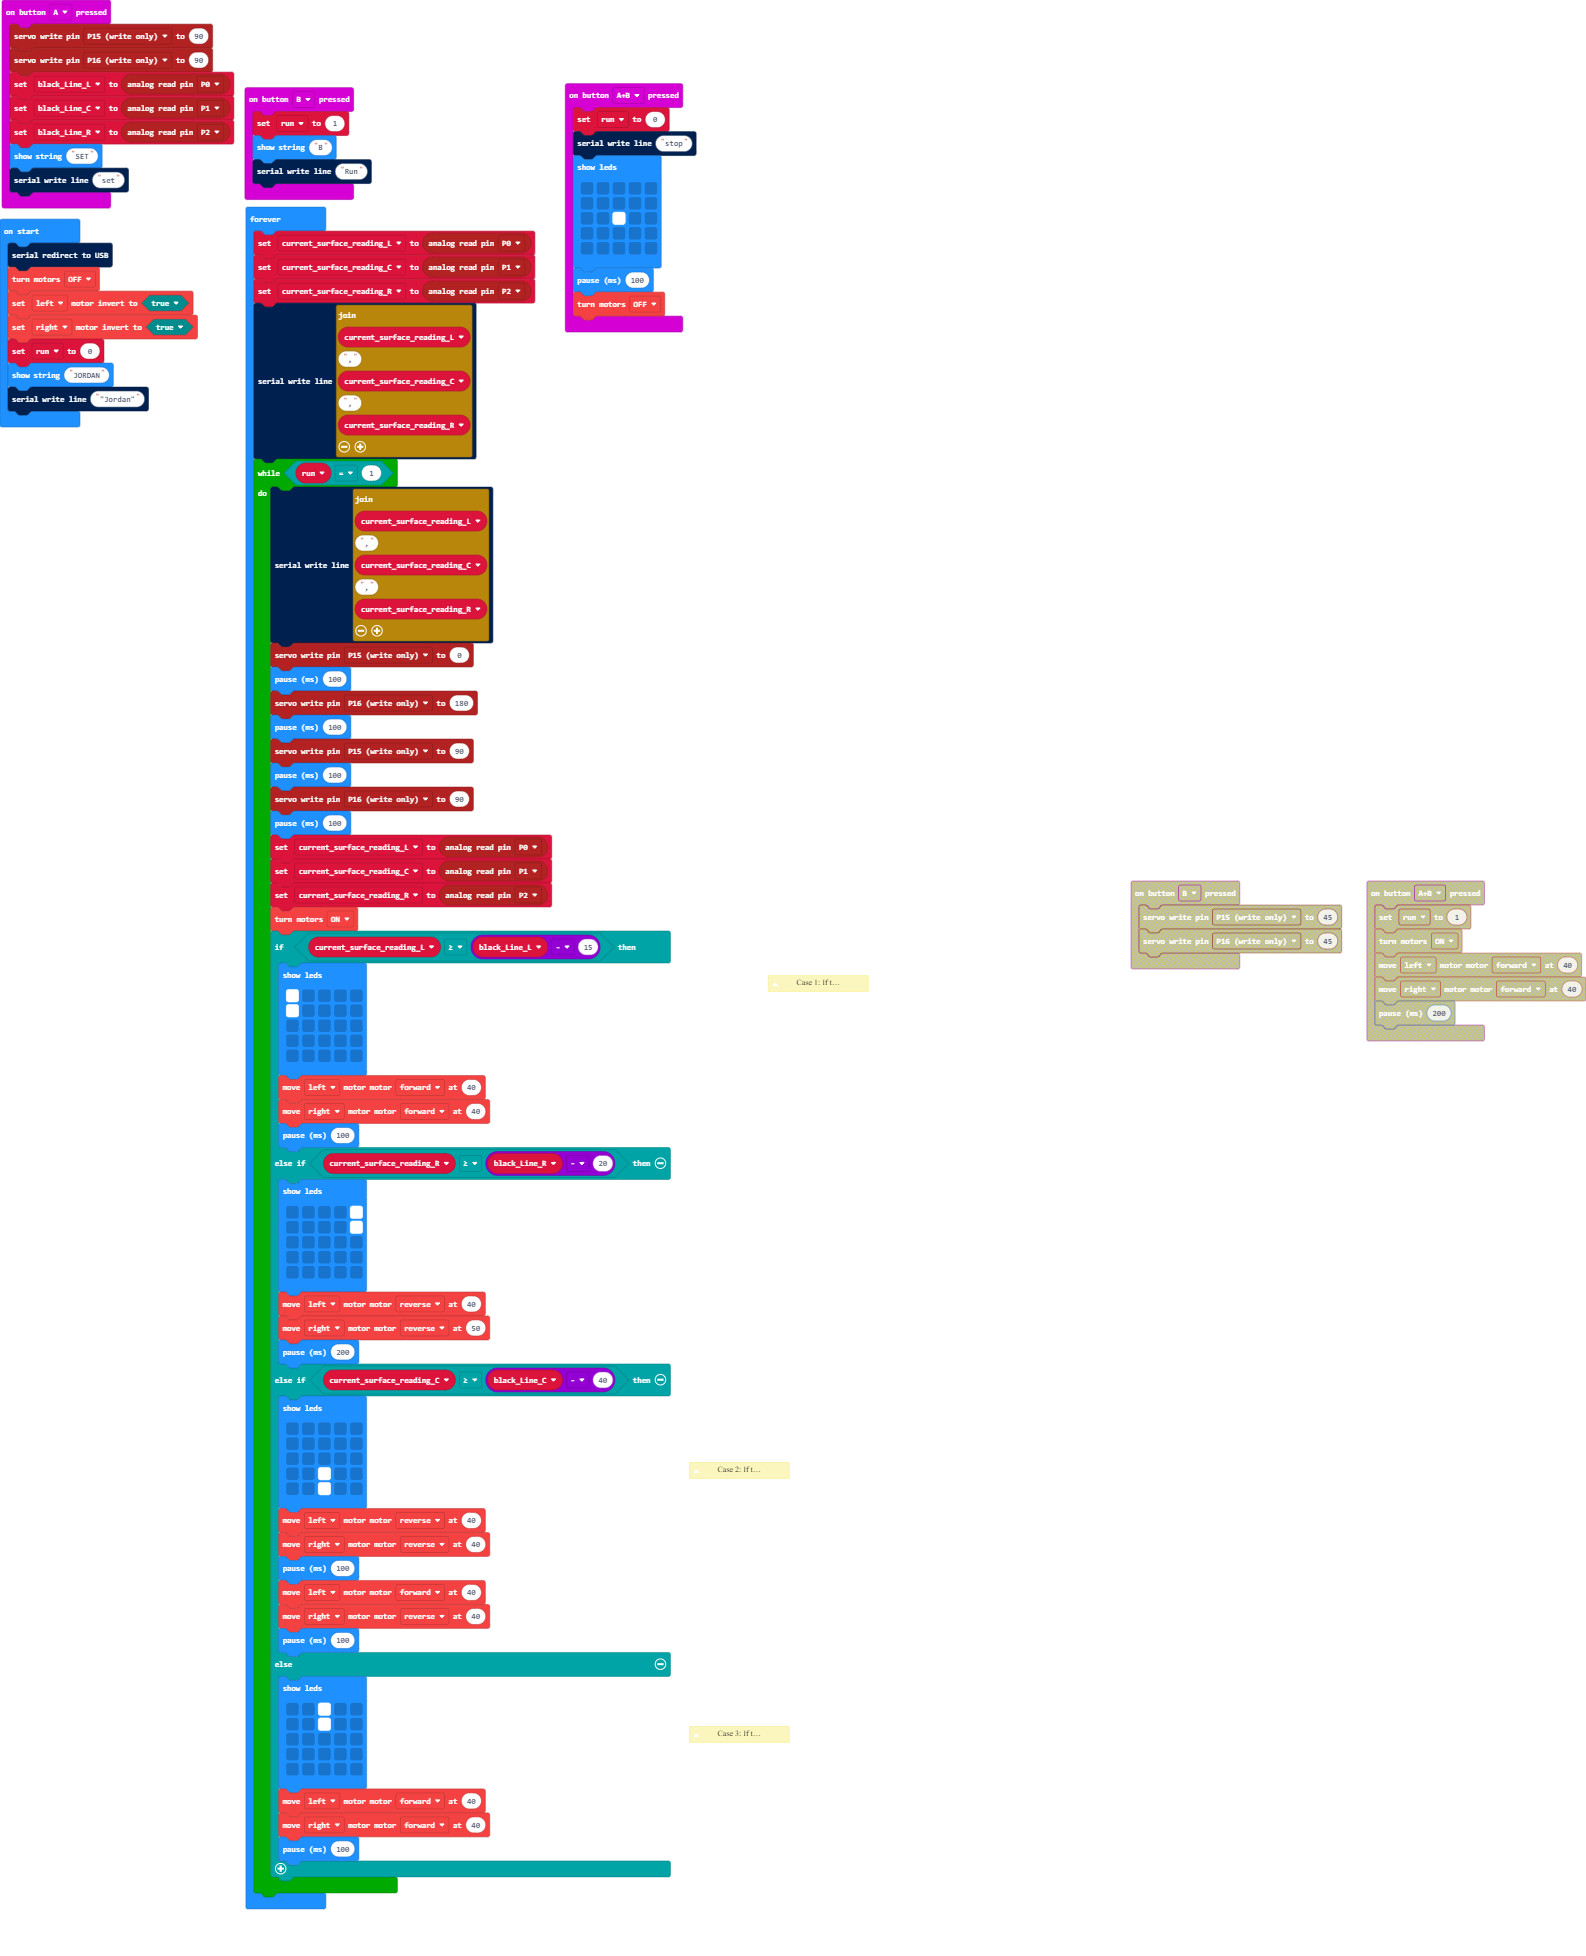 on button A pressed
servo write pin P15 (write only) to 90
servo write pin P16 (write only) to 90
set black_Line_L to analog read pin P0
set black_Line_C to analog read pin P1
set black_Line_R to analog read pin P2
show string "SET"
serial write line "set"
on start
serial redirect to USB
turn motors OFF
set left motor invert to true
set right motor invert to true
set run to 0
show string "JORDAN"
serial write line ""Jordan""
on button B pressed
set run to 1
show string "B"
serial write line "Run"
on button A+B pressed
set run to 0
serial write line "stop"
show leds
pause (ms) 100
turn motors OFF
forever
set current_surface_reading_L to analog read pin P0
set current_surface_reading_C to analog read pin P1
set current_surface_reading_R to analog read pin P2
serial write line
join
current_surface_reading_L
","
current_surface_reading_C
","
current_surface_reading_R
while run = 1
do
serial write line
join
current_surface_reading_L
","
current_surface_reading_C
","
current_surface_reading_R
servo write pin P15 (write only) to 0
pause (ms) 100
servo write pin P16 (write only) to 180
pause (ms) 100
servo write pin P15 (write only) to 90
pause (ms) 100
servo write pin P16 (write only) to 90
pause (ms) 100
set current_surface_reading_L to analog read pin P0
set current_surface_reading_C to analog read pin P1
set current_surface_reading_R to analog read pin P2
turn motors ON
if current_surface_reading_L ≥ black_Line_L - 15 then
show leds
move left motor motor forward at 40
move right motor motor forward at 40
pause (ms) 100
else if current_surface_reading_R ≥ black_Line_R - 20 then
show leds
move left motor motor reverse at 40
move right motor motor reverse at 50
pause (ms) 200
else if current_surface_reading_C ≥ black_Line_C - 40 then
show leds
move left motor motor reverse at 40
move right motor motor reverse at 40
pause (ms) 100
move left motor motor forward at 40
move right motor motor reverse at 40
pause (ms) 100
else
show leds
move left motor motor forward at 40
move right motor motor forward at 40
pause (ms) 100
Case 1: If t...
Case 2: If t...
Case 3: If t...
on button B pressed
servo write pin P15 (write only) to 45
servo write pin P16 (write only) to 45
on button A+B pressed
set run to 1
turn motors ON
move left motor motor forward at 40
move right motor motor forward at 40
pause (ms) 200